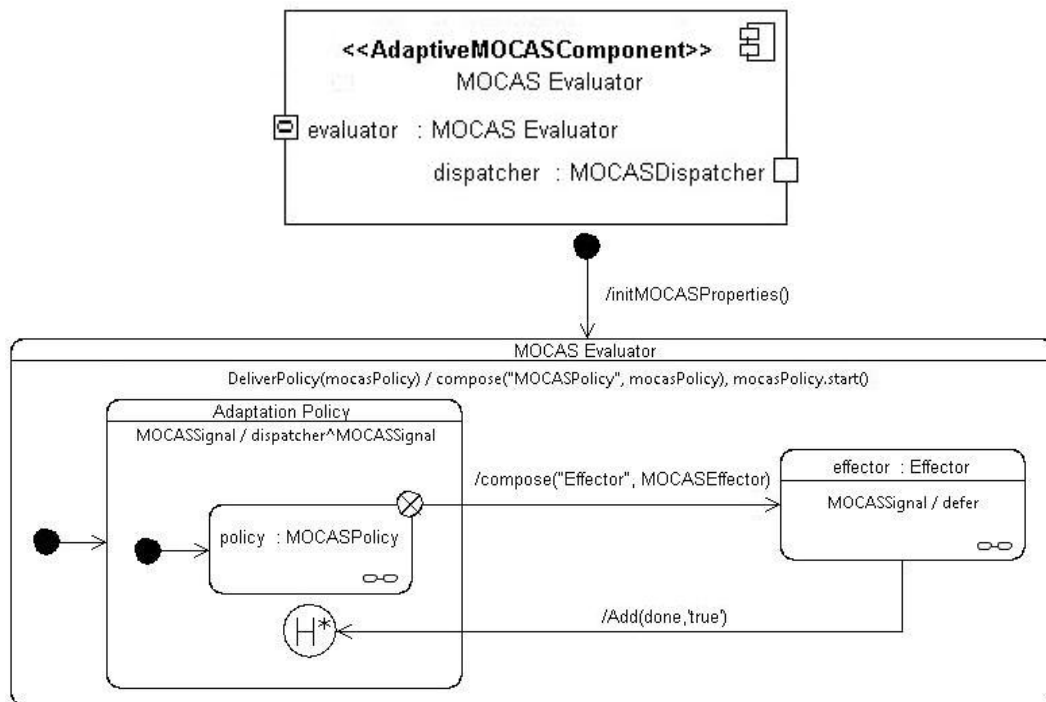 <<AdaptiveMOCASComponent>>
MOCAS Evaluator
evaluator : MOCAS Evaluator
dispatcher : MOCASDispatcher
/initMOCASProperties()
MOCAS Evaluator
DeliverPolicy(mocasPolicy) / compose("MOCASPolicy", mocasPolicy), mocasPolicy.start()
Adaptation Policy
MOCASSignal / dispatcher^MOCASSignal
/compose("Effector", MOCASEffector)
effector : Effector
MOCASSignal / defer
policy : MOCASPolicy
H*
/Add(done,'true')